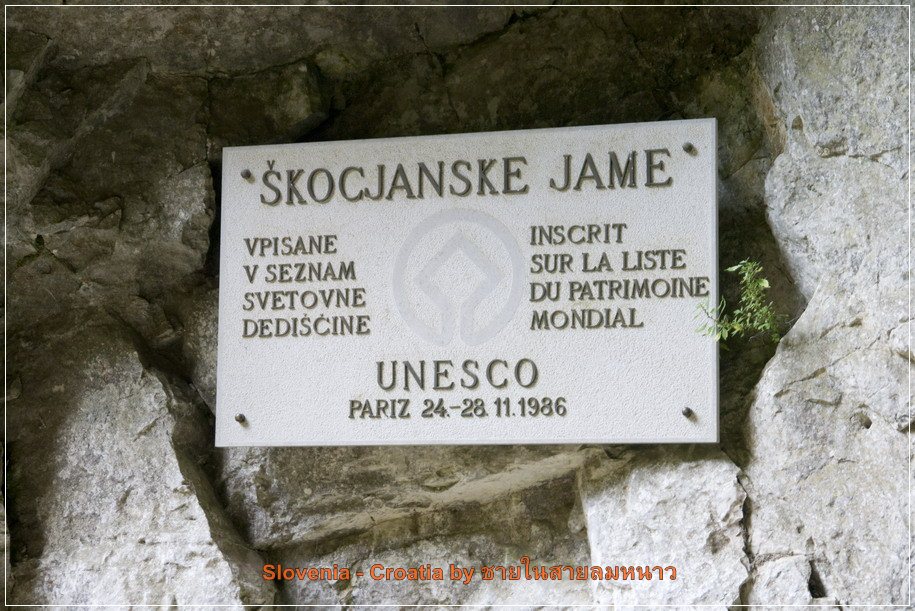 ŠKOCJANSKE JAME
VPISANE
V SEZNAM
SVETOVNE
DEDIŠČINE
INSCRIT
SUR LA LISTE
DU PATRIMOINE
MONDIAL
UNESCO
PARIZ 24.-28.11.1986
Slovenia - Croatia by ชายในสายลมหนาว